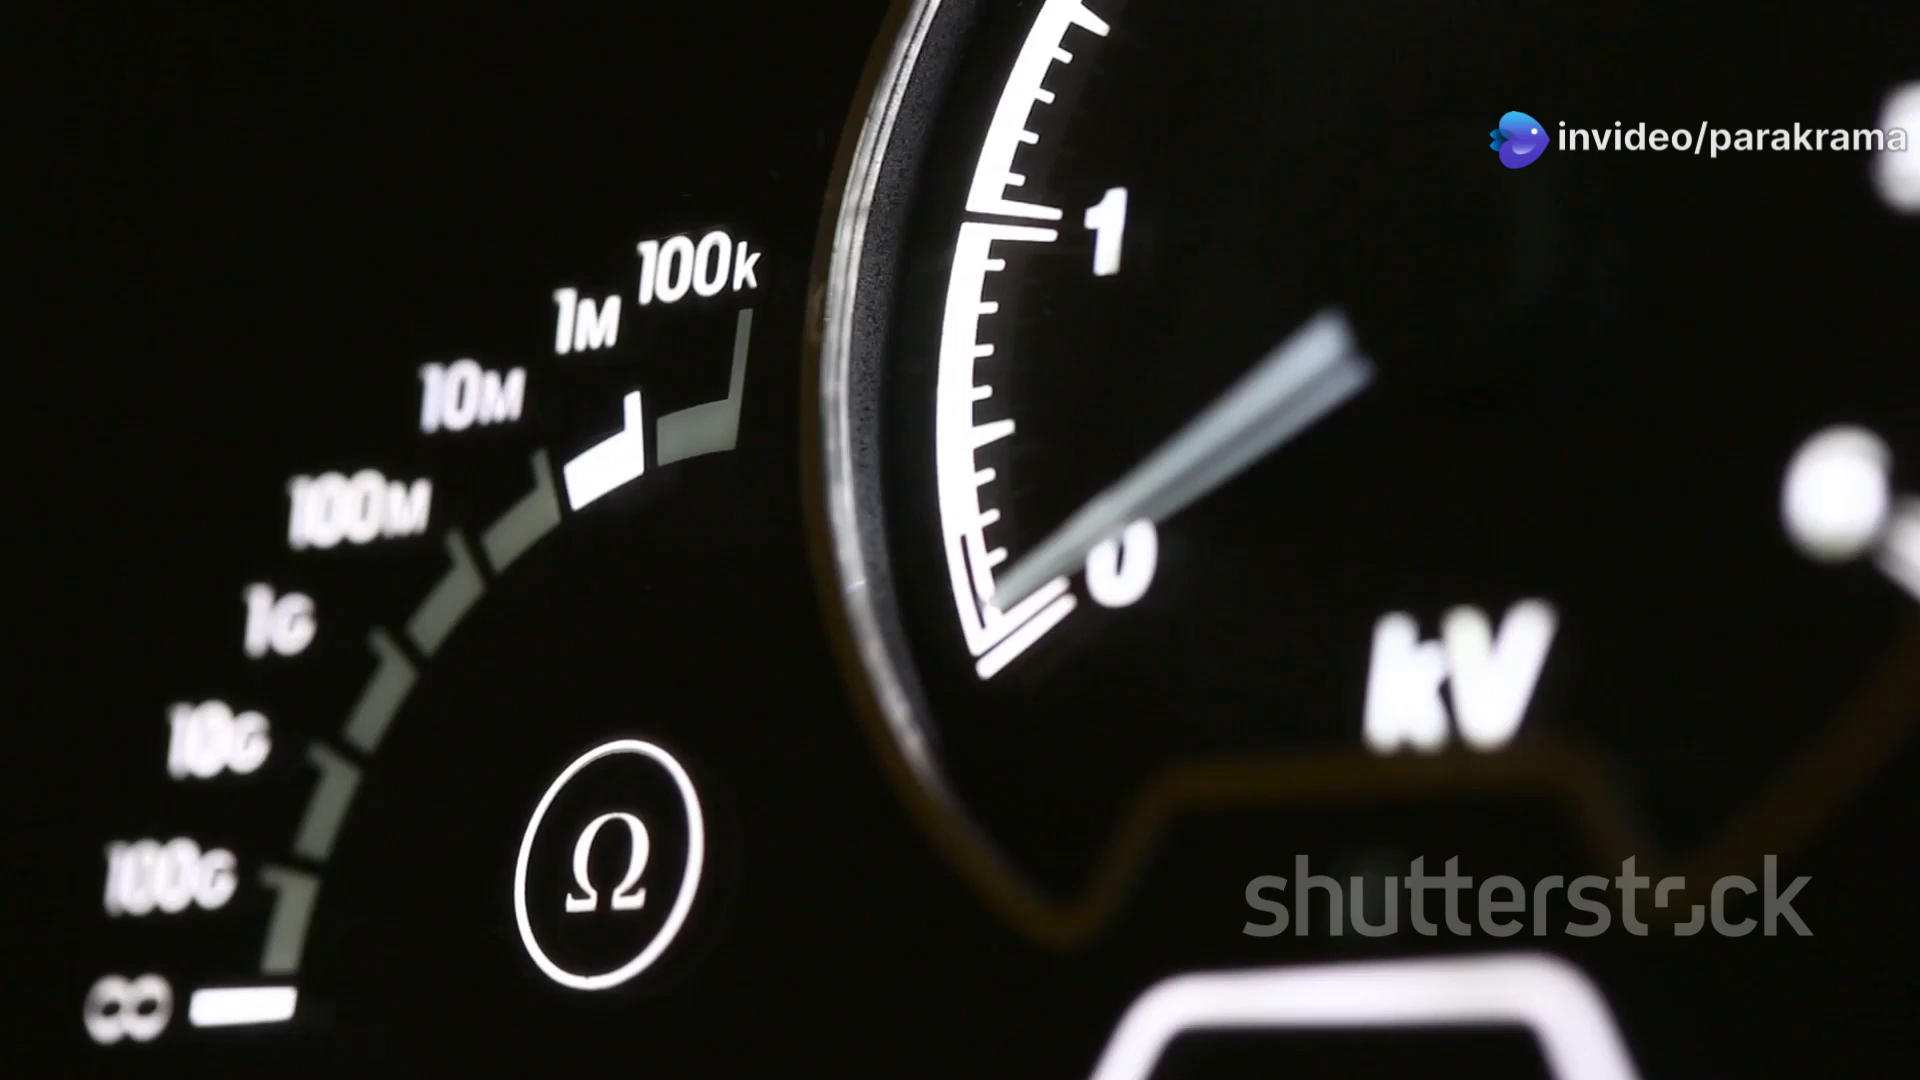 invideo/parakrama
100k
1M
10M
100M
1G
10G
100G
∞
Ω
1
0
kV
shutterstock